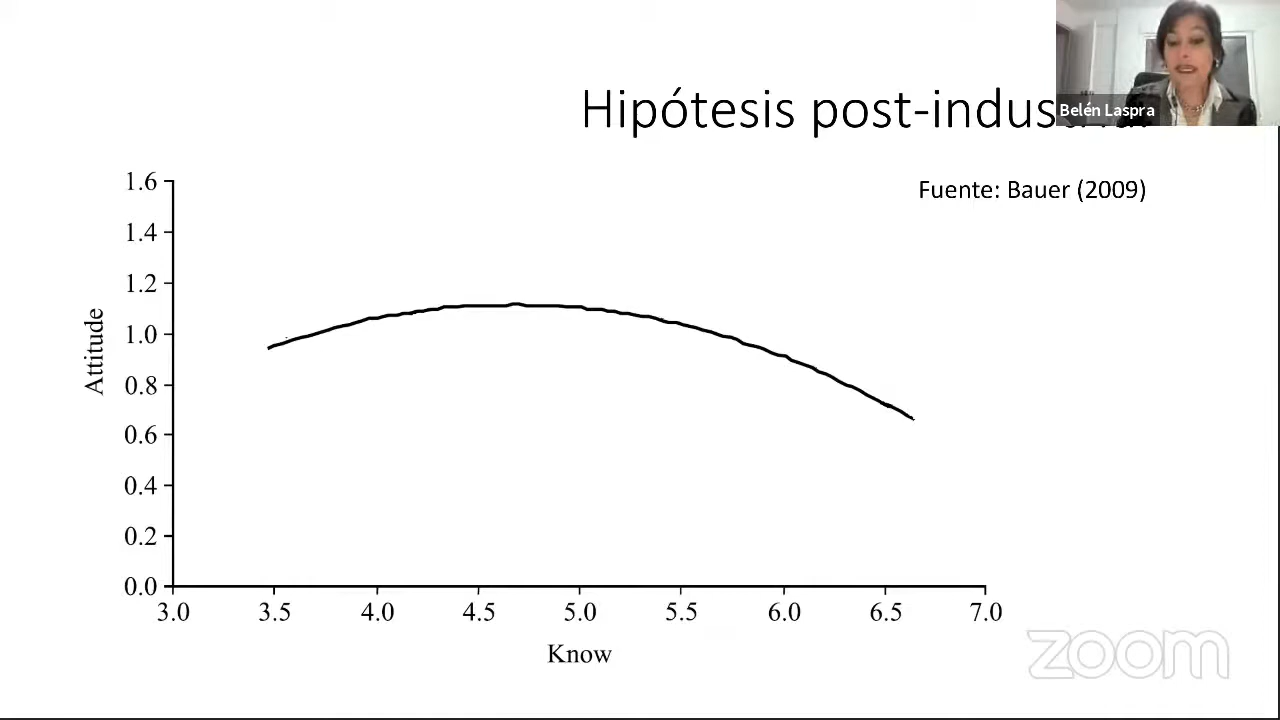 Hipótesis post-indus
Belén Laspra
Fuente: Bauer (2009)
1.6
1.4
1.2
1.0
0.8
0.6
0.4
0.2
0.0
Attitude
3.0 3.5 4.0 4.5 5.0 5.5 6.0 6.5 7.0
Know
zoom